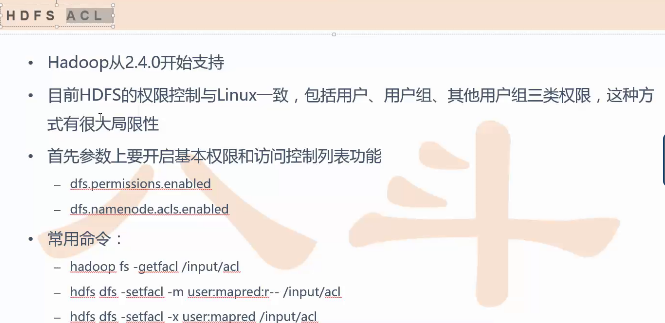 HDFS ACL
• Hadoop从2.4.0开始支持
• 目前HDFS的权限控制与Linux一致，包括用户、用户组、其他用户组三类权限，这种方
式有很大局限性
• 首先参数上要开启基本权限和访问控制列表功能
– dfs.permissions.enabled
– dfs.namenode.acls.enabled
• 常用命令：
– hadoop fs -getfacl /input/acl
– hdfs dfs -setfacl -m user:mapred:r-- /input/acl
– hdfs dfs -setfacl -x user:mapred /input/acl
八斗